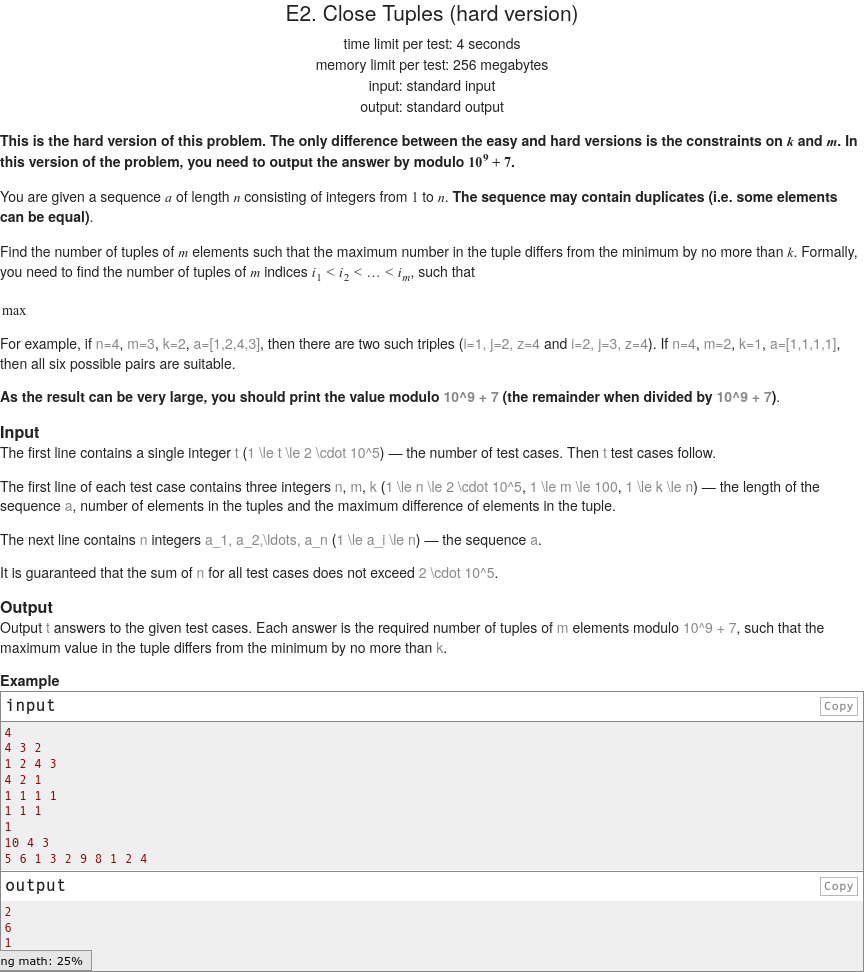 E2. Close Tuples (hard version)
time limit per test: 4 seconds
memory limit per test: 256 megabytes
input: standard input
output: standard output
This is the hard version of this problem. The only difference between the easy and hard versions is the constraints on k and m. In
this version of the problem, you need to output the answer by modulo 10^9 + 7.
You are given a sequence a of length n consisting of integers from 1 to n. The sequence may contain duplicates (i.e. some elements
can be equal).
Find the number of tuples of m elements such that the maximum number in the tuple differs from the minimum by no more than k. Formally,
you need to find the number of tuples of m indices i_1 < i_2 < … < i_m, such that
max
For example, if n=4, m=3, k=2, a=[1,2,4,3], then there are two such triples (i=1, j=2, z=4 and i=2, j=3, z=4). If n=4, m=2, k=1, a=[1,1,1,1],
then all six possible pairs are suitable.
As the result can be very large, you should print the value modulo 10^9 + 7 (the remainder when divided by 10^9 + 7).
Input
The first line contains a single integer t (1 \le t \le 2 \cdot 10^5) — the number of test cases. Then t test cases follow.
The first line of each test case contains three integers n, m, k (1 \le n \le 2 \cdot 10^5, 1 \le m \le 100, 1 \le k \le n) — the length of the
sequence a, number of elements in the tuples and the maximum difference of elements in the tuple.
The next line contains n integers a_1, a_2,\ldots, a_n (1 \le a_i \le n) — the sequence a.
It is guaranteed that the sum of n for all test cases does not exceed 2 \cdot 10^5.
Output
Output t answers to the given test cases. Each answer is the required number of tuples of m elements modulo 10^9 + 7, such that the
maximum value in the tuple differs from the minimum by no more than k.
Example
input Copy
4
4 3 2
1 2 4 3
4 2 1
1 1 1 1
1 1 1
1
10 4 3
5 6 1 3 2 9 8 1 2 4
output Copy
2
6
1
ng math: 25%